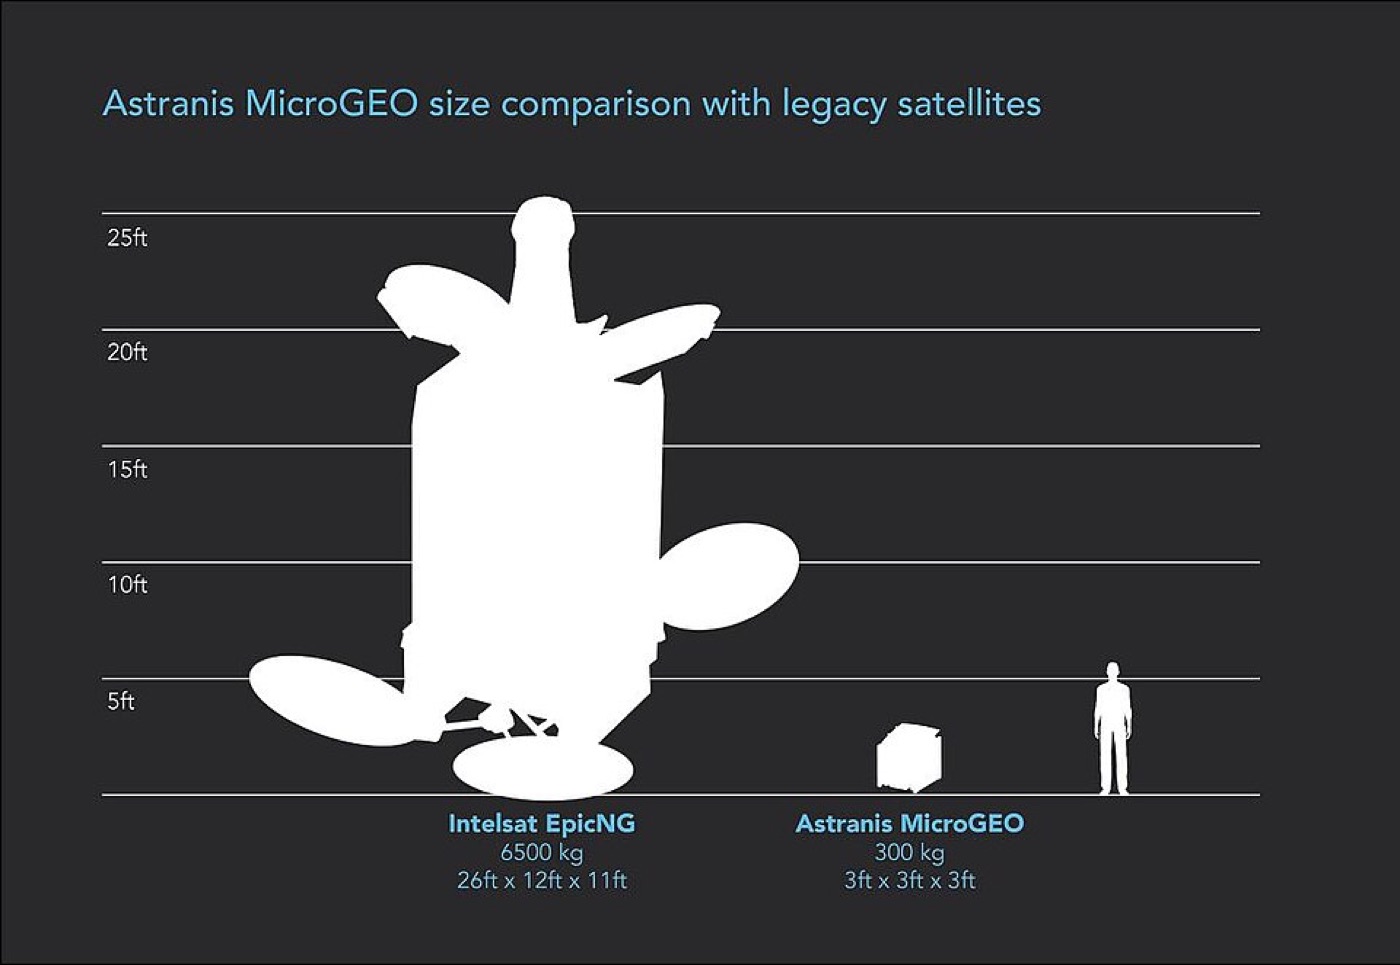 Astranis MicroGEO size comparison with legacy satellites
25ft
20ft
15ft
10ft
5ft
Intelsat EpicNG
6500 kg
26ft x 12ft x 11ft
Astranis MicroGEO
300 kg
3ft x 3ft x 3ft